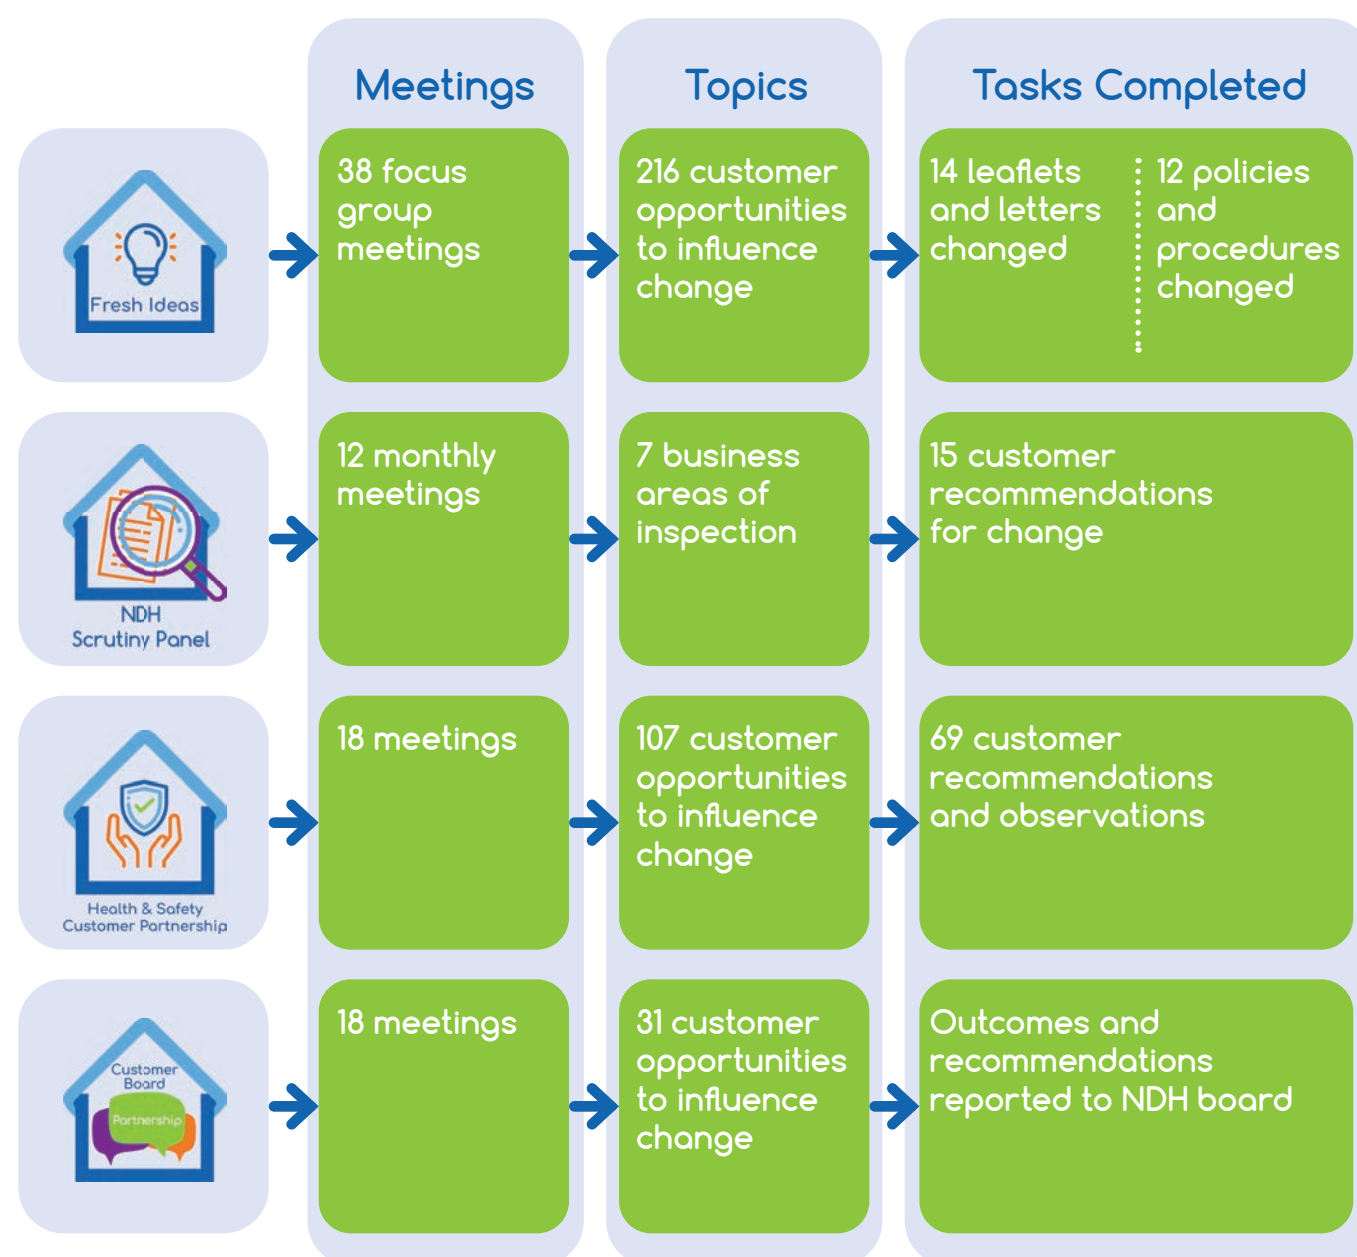 Meetings
Topics
Tasks Completed
Fresh Ideas
38 focus
group
meetings
216 customer
opportunities
to influence
change
14 leaflets
and letters
changed
12 policies
and
procedures
changed
NDH
Scrutiny Panel
12 monthly
meetings
7 business
areas of
inspection
15 customer
recommendations
for change
Health & Safety
Customer Partnership
18 meetings
107 customer
opportunities
to influence
change
69 customer
recommendations
and observations
Customer
Board
Partnership
18 meetings
31 customer
opportunities
to influence
change
Outcomes and
recommendations
reported to NDH board